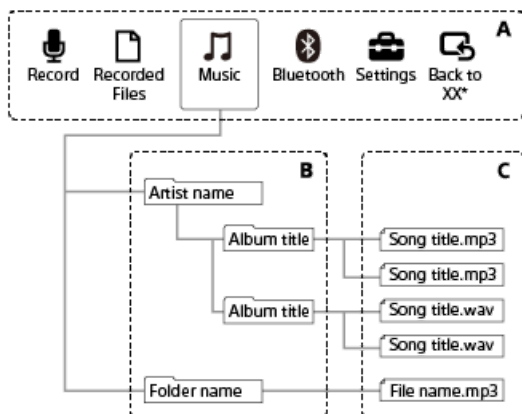 A
Record
Recorded
Files
Music
Bluetooth
Settings
Back to
XX*
B
C
Artist name
Album title
Song title.mp3
Song title.mp3
Album title
Song title.wav
Song title.wav
Folder name
File name.mp3